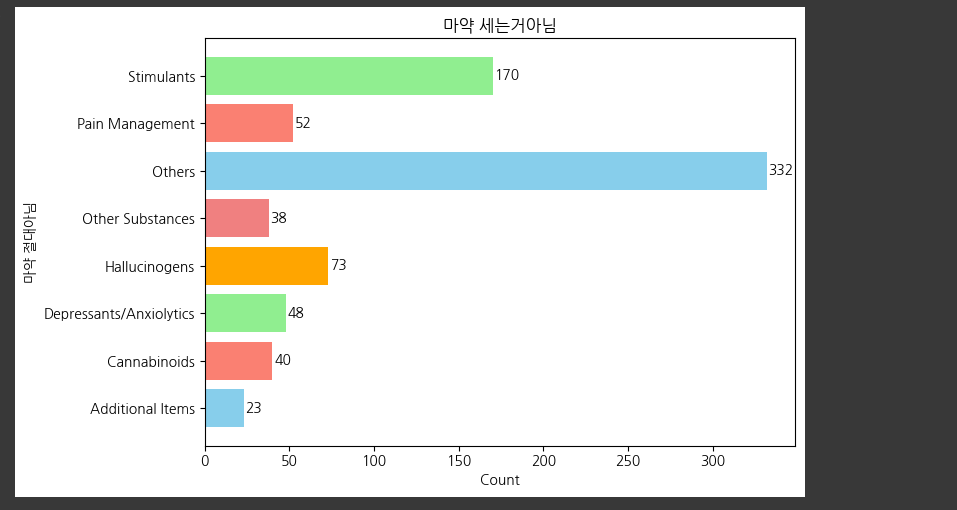 마약 세는거아님
마약 절대아님
Stimulants
170
Pain Management
52
Others
332
Other Substances
38
Hallucinogens
73
Depressants/Anxiolytics
48
Cannabinoids
40
Additional Items
23
0 50 100 150 200 250 300
Count